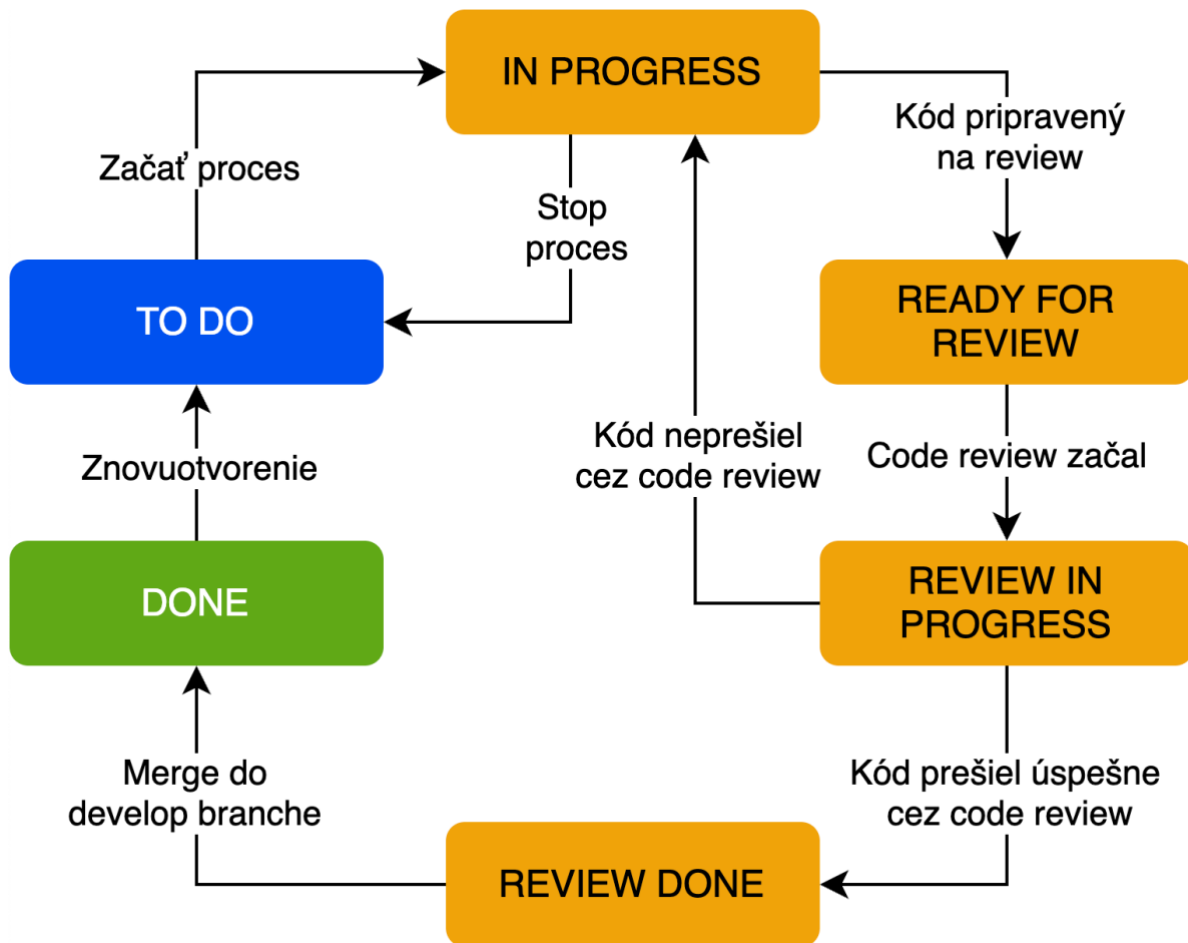 IN PROGRESS
Kód pripravený
na review
Začať proces
Stop
proces
TO DO
READY FOR
REVIEW
Kód neprešiel
cez code review
Code review začal
Znovuotvorenie
DONE
REVIEW IN
PROGRESS
Merge do
develop branche
Kód prešiel úspešne
cez code review
REVIEW DONE